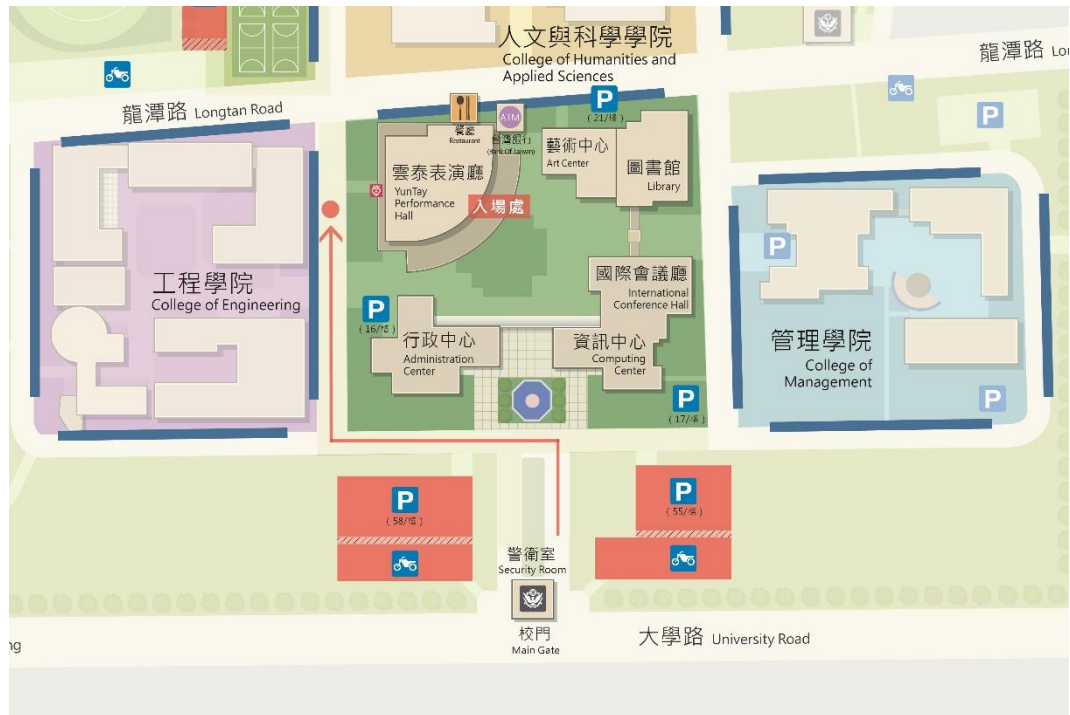 人文與科學學院
College of Humanities and
Applied Sciences
龍潭路 Longtan Road
龍潭路 Lon
P
(21/格)
餐廳
Restaurant
ATM
台灣銀行
(Bank Of Taiwan)
藝術中心
Art Center
圖書館
Library
雲泰表演廳
YunTay
Performance
Hall
入場處
P
P
工程學院
College of Engineering
國際會議廳
International
Conference Hall
P
(16/格)
行政中心
Administration
Center
資訊中心
Computing
Center
管理學院
College of
Management
P
(17/格)
P
P
(58/格)
P
(55/格)
警衛室
Security Room
校門
Main Gate
大學路 University Road
ng